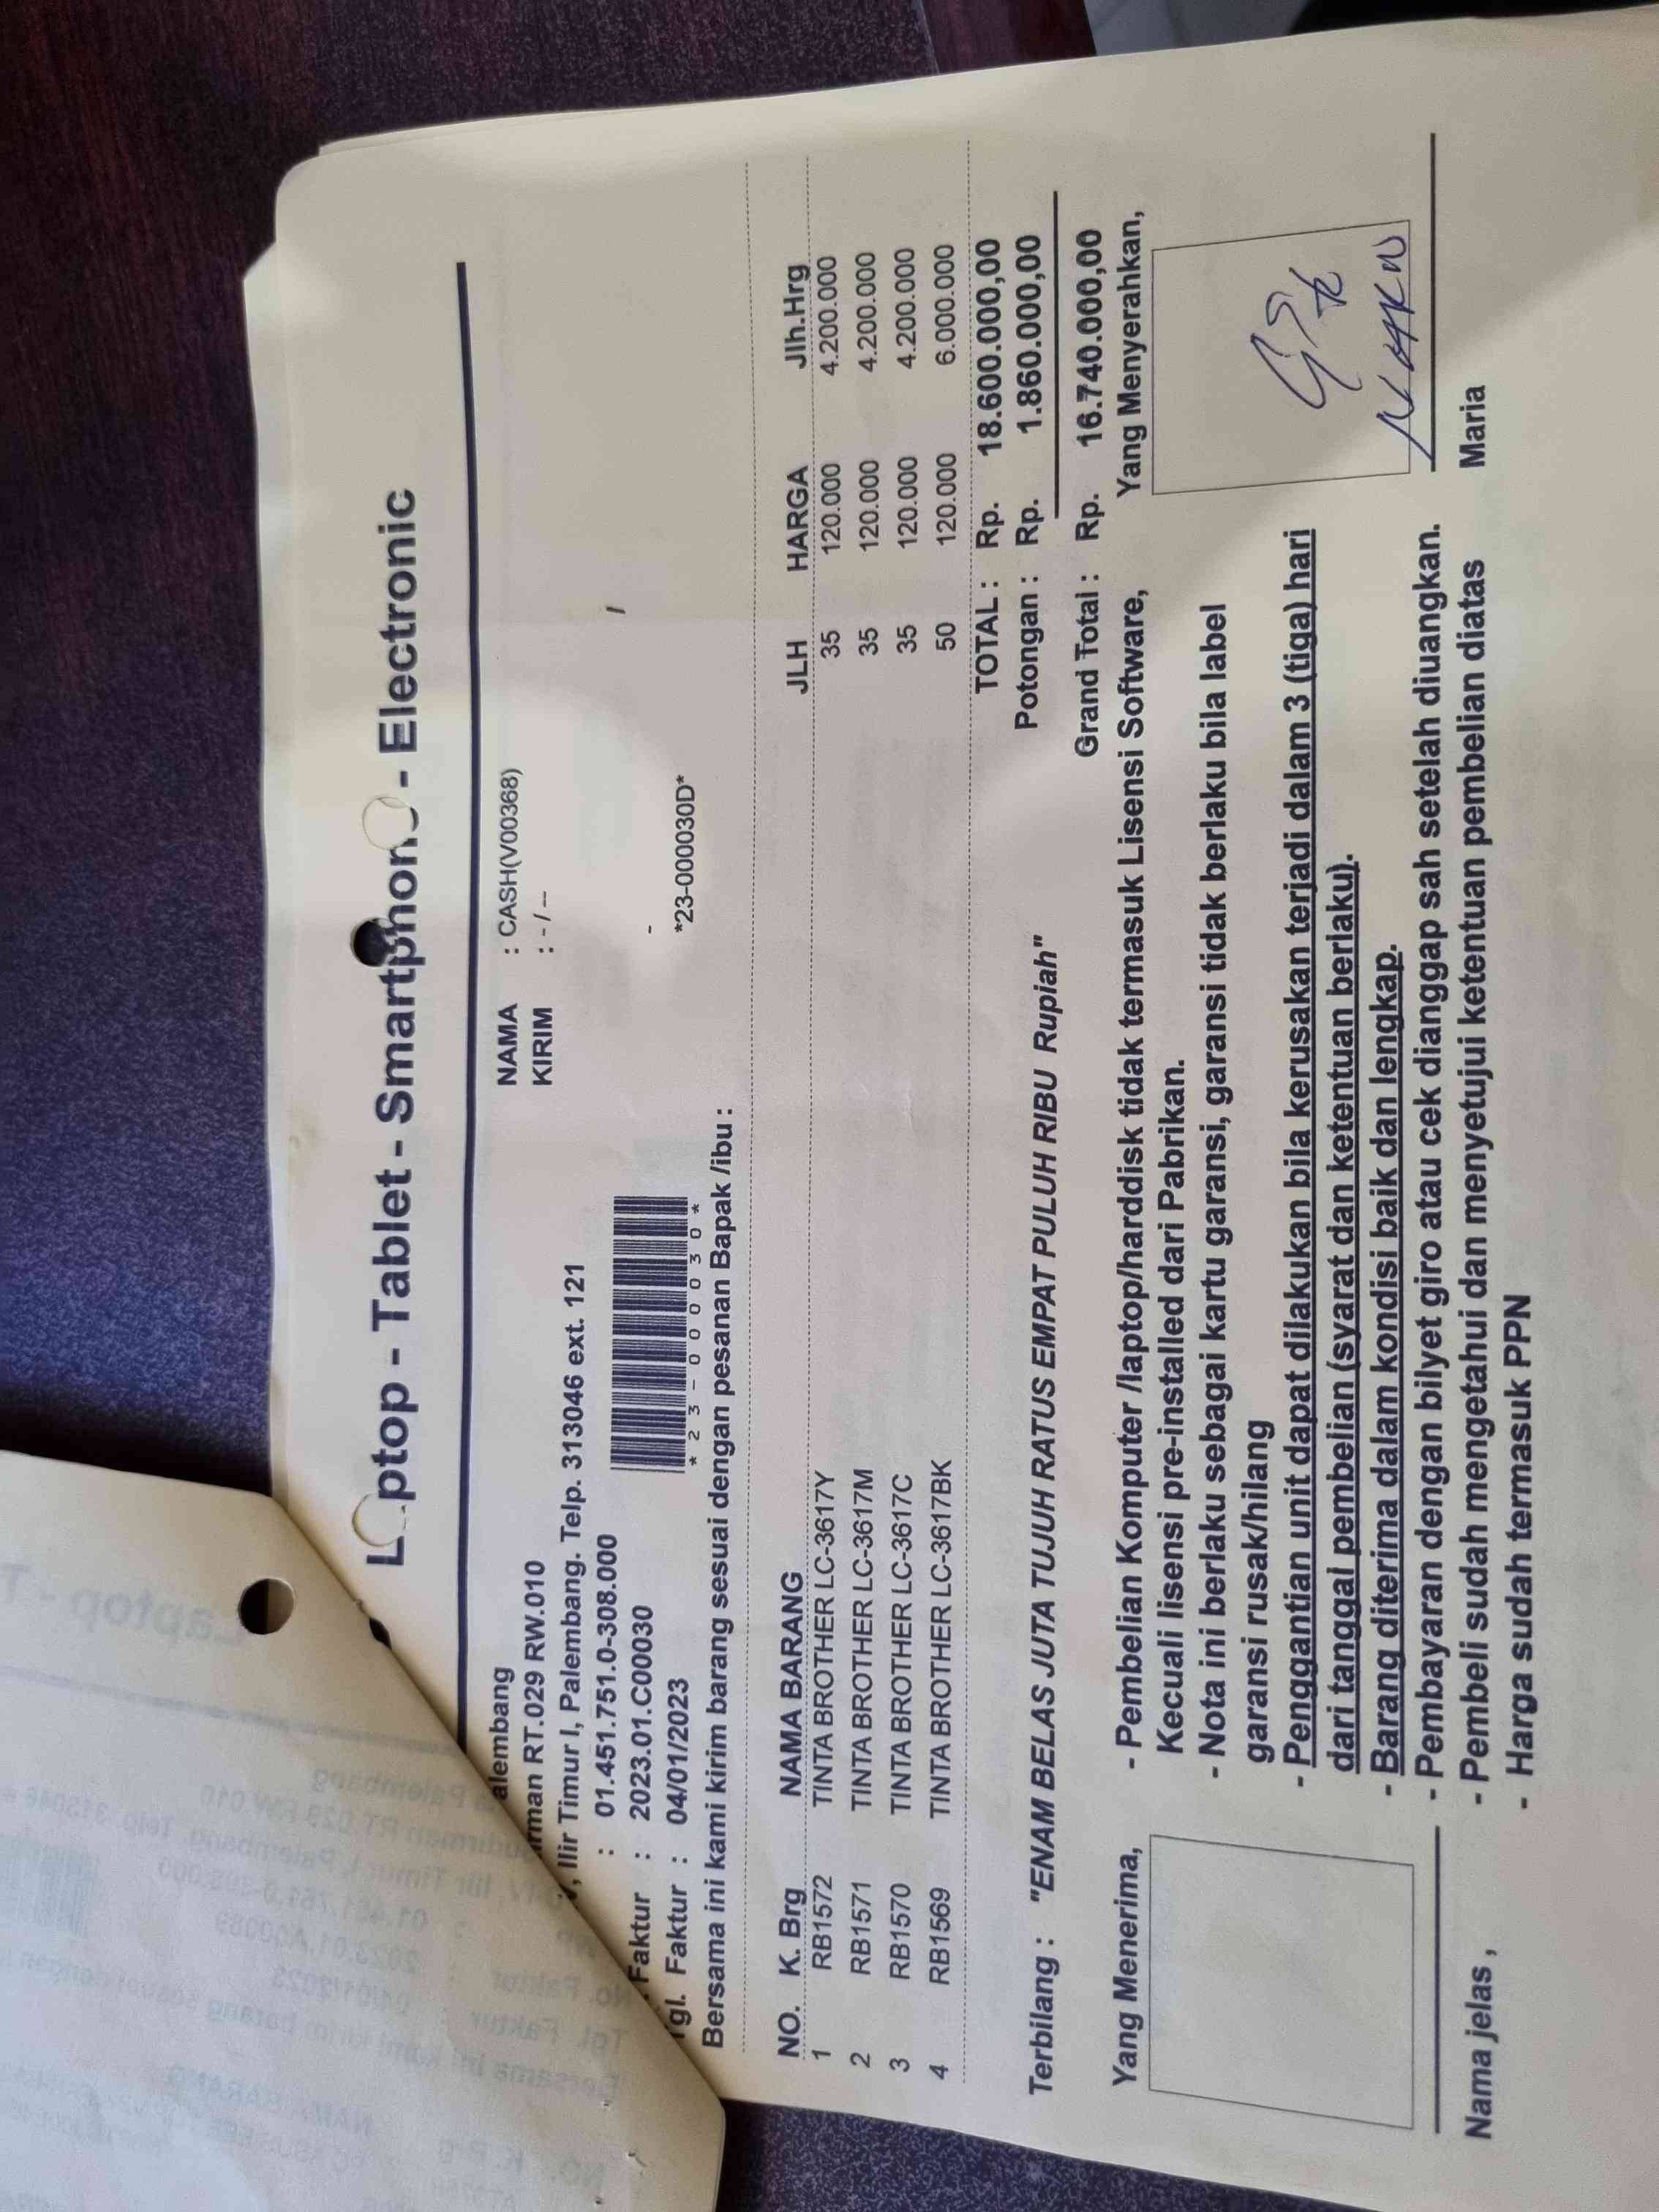 Laptop - Tablet - Smartphone - Electronic
alembang
rman RT.029 RW.010
, Ilir Timur I, Palembang. Telp. 313046 ext. 121
: 01.451.751.0-308.000
Faktur : 2023.01.C00030
Tgl. Faktur : 04/01/2023
NAMA : CASH(V00368)
KIRIM : - / --
/
-
*23-000030*
*23-000030D*
Bersama ini kami kirim barang sesuai dengan pesanan Bapak /ibu :
NO. K. Brg NAMA BARANG JLH HARGA Jlh.Hrg
1 RB1572 TINTA BROTHER LC-3617Y 35 120.000 4.200.000
2 RB1571 TINTA BROTHER LC-3617M 35 120.000 4.200.000
3 RB1570 TINTA BROTHER LC-3617C 35 120.000 4.200.000
4 RB1569 TINTA BROTHER LC-3617BK 50 120.000 6.000.000
TOTAL : Rp. 18.600.000,00
Potongan : Rp. 1.860.000,00
Terbilang : "ENAM BELAS JUTA TUJUH RATUS EMPAT PULUH RIBU Rupiah"
Grand Total : Rp. 16.740.000,00
Yang Menerima,
Nama jelas ,
- Pembelian Komputer /laptop/harddisk tidak termasuk Lisensi Software,
Kecuali lisensi pre-installed dari Pabrikan.
- Nota ini berlaku sebagai kartu garansi, garansi tidak berlaku bila label
garansi rusak/hilang
- Penggantian unit dapat dilakukan bila kerusakan terjadi dalam 3 (tiga) hari
dari tanggal pembelian (syarat dan ketentuan berlaku).
- Barang diterima dalam kondisi baik dan lengkap.
- Pembayaran dengan bilyet giro atau cek dianggap sah setelah diuangkan.
- Pembeli sudah mengetahui dan menyetujui ketentuan pembelian diatas
- Harga sudah termasuk PPN
Yang Menyerahkan,
Maria